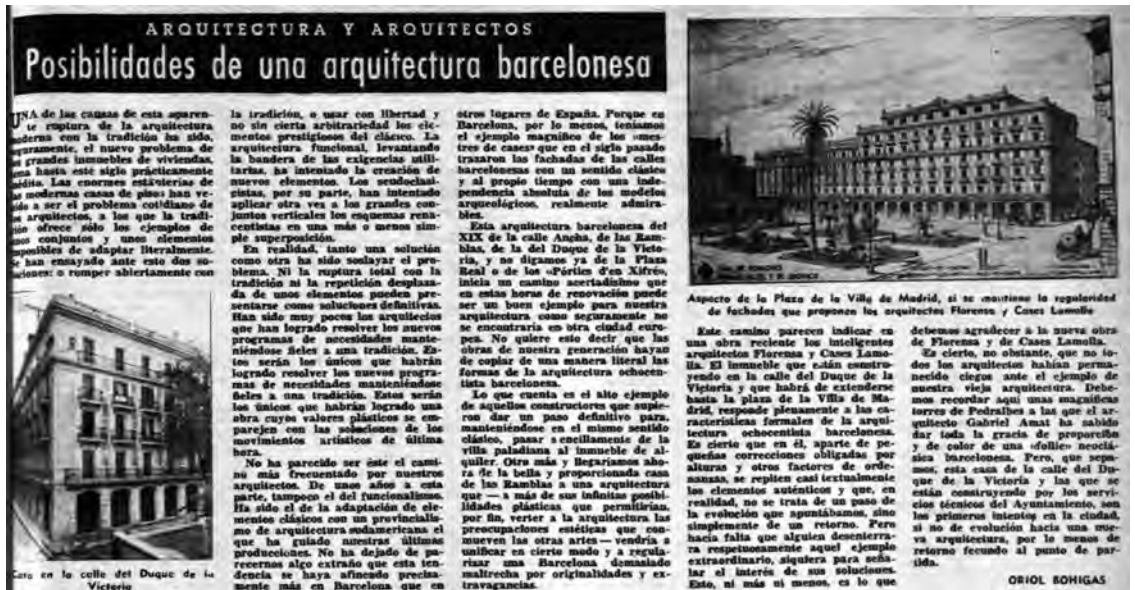 ARQUITECTURA Y ARQUITECTOS
Posibilidades de una arquitectura barcelonesa
UNA de las causas de esta aparen-
te ruptura de la arquitectura
moderna con la tradición ha sido,
seguramente, el nuevo problema de
grandes inmuebles de viviendas,
hasta este siglo prácticamente
Las enormes estanterías de
modernas casas de pisos han ve-
a ser el problema cotidiano de
arquitectos, a los que la tradi-
ofrece sólo los ejemplos de
conjuntos y unos elementos
imposibles de adaptar literalmente.
Se han ensayado ante esto dos so-
luciones: o romper abiertamente con
Casa en la calle del Duque de la
Victoria
la tradición, o usar con libertad y
no sin cierta arbitrariedad los ele-
mentos prestigiosos del clásico. La
arquitectura funcional, levantando
la bandera de las exigencias utili-
tarias, ha intentado la creación de
nuevos elementos. Los seudoclasi-
cistas, por su parte, han intentado
aplicar otra vez a los grandes con-
juntos verticales los esquemas rena-
centistas en una más o menos sim-
ple superposición.
En realidad, tanto una solución
como otra ha sido soslayar el pro-
blema. Ni la ruptura total con la
tradición ni la repetición desplaza-
da de unos elementos pueden pre-
sentarse como soluciones definitivas.
Han sido muy pocos los arquitectos
que han logrado resolver los nuevos
programas de necesidades mante-
niéndose fieles a una tradición. Es-
tos serán los únicos que habrán
logrado resolver los nuevos progra-
mas de necesidades manteniéndose
fieles a una tradición. Estos serán
los únicos que habrán logrado una
obra cuyos valores plásticos se em-
parejen con las soluciones de los
movimientos artísticos de última
hora.
No ha parecido ser éste el cami-
no más frecuentado por nuestros
arquitectos. De unos años a esta
parte, tampoco el del funcionalismo.
Ha sido el de la adaptación de ele-
mentos clásicos con un provincialis-
mo de arquitectura sudamericana el
que ha guiado nuestras últimas
producciones. No ha dejado de pa-
recernos algo extraño que esta ten-
dencia se haya afincado precisa-
mente más en Barcelona que en
otros lugares de España. Porque en
Barcelona, por lo menos, teníamos
el ejemplo magnífico de los «mes-
tres de cases» que en el siglo pasado
trazaron las fachadas de las calles
barcelonesas con un sentido clásico
y al propio tiempo con una inde-
pendencia absoluta de los modelos
arqueológicos, realmente admira-
bles.
Esta arquitectura barcelonesa del
XIX de la calle Ancha, de las Ram-
blas, de la del Duque de la Victo-
ria, y no digamos ya de la Plaza
Real o de los «Pórtics d'en Xifré»,
inicia un camino acertadísimo que
en estas horas de renovación puede
ser un buen ejemplo para nuestra
arquitectura como seguramente no
se encontraría en otra ciudad euro-
pea. No quiere esto decir que las
obras de nuestra generación hayan
de copiar de una manera literal las
formas de la arquitectura ochocen-
tista barcelonesa.
Lo que cuenta es el alto ejemplo
de aquellos constructores que supie-
ron dar un paso definitivo para,
manteniéndose en el mismo sentido
clásico, pasar sencillamente de la
villa paladiana al inmueble de al-
quiler. Otro más y llegaríamos aho-
ra de la bella y proporcionada casa
de las Ramblas a una arquitectura
que — a más de sus infinitas posibi-
lidades plásticas que permitirían,
por fin, verter a la arquitectura las
preocupaciones estéticas que con-
mueven las otras artes — vendría a
unificar en cierto modo y a regula-
rizar una Barcelona demasiado
maltrecha por originalidades y ex-
travagancias.
Aspecto de la Plaza de la Villa de Madrid, si se mantiene la regularidad
de fachadas que proponen los arquitectos Florensa y Cases Lamolla
Este camino parecen indicar en
una obra reciente los inteligentes
arquitectos Florensa y Cases Lamo-
lla. El inmueble que están constru-
yendo en la calle del Duque de la
Victoria y que habrá de extenderse
hasta la plaza de la Villa de Ma-
drid, responde plenamente a las ca-
racterísticas formales de la arqui-
tectura ochocentista barcelonesa.
Es cierto que en él, aparte de pe-
queñas correcciones obligadas por
alturas y otros factores de orde-
nanzas, se repiten casi textualmente
los elementos auténticos y que, en
realidad, no se trata de un paso de
la evolución que apuntábamos, sino
simplemente de un retorno. Pero
hacía falta que alguien desenterra-
ra respetuosamente aquel ejemplo
extraordinario, siquiera para seña-
lar el interés de sus soluciones.
Esto, ni más ni menos, es lo que
debemos agradecer a la nueva obra
de Florensa y de Cases Lamolla.
Es cierto, no obstante, que no to-
dos los arquitectos habían perma-
necido ciegos ante el ejemplo de
nuestra vieja arquitectura. Debe-
mos recordar aquí unas magníficas
torres de Pedralbes a las que el ar-
quitecto Gabriel Amat ha sabido
dar toda la gracia de proporción
y de color de una «follie» neoclá-
sica barcelonesa. Pero, que sepa-
mos, esta casa de la calle del Du-
que de la Victoria y las que se
están construyendo por los servi-
cios técnicos del Ayuntamiento, son
los primeros intentos en la ciudad,
si no de evolución hacia una nue-
va arquitectura, por lo menos de
retorno fecundo al punto de par-
tida.
ORIOL BOHIGAS